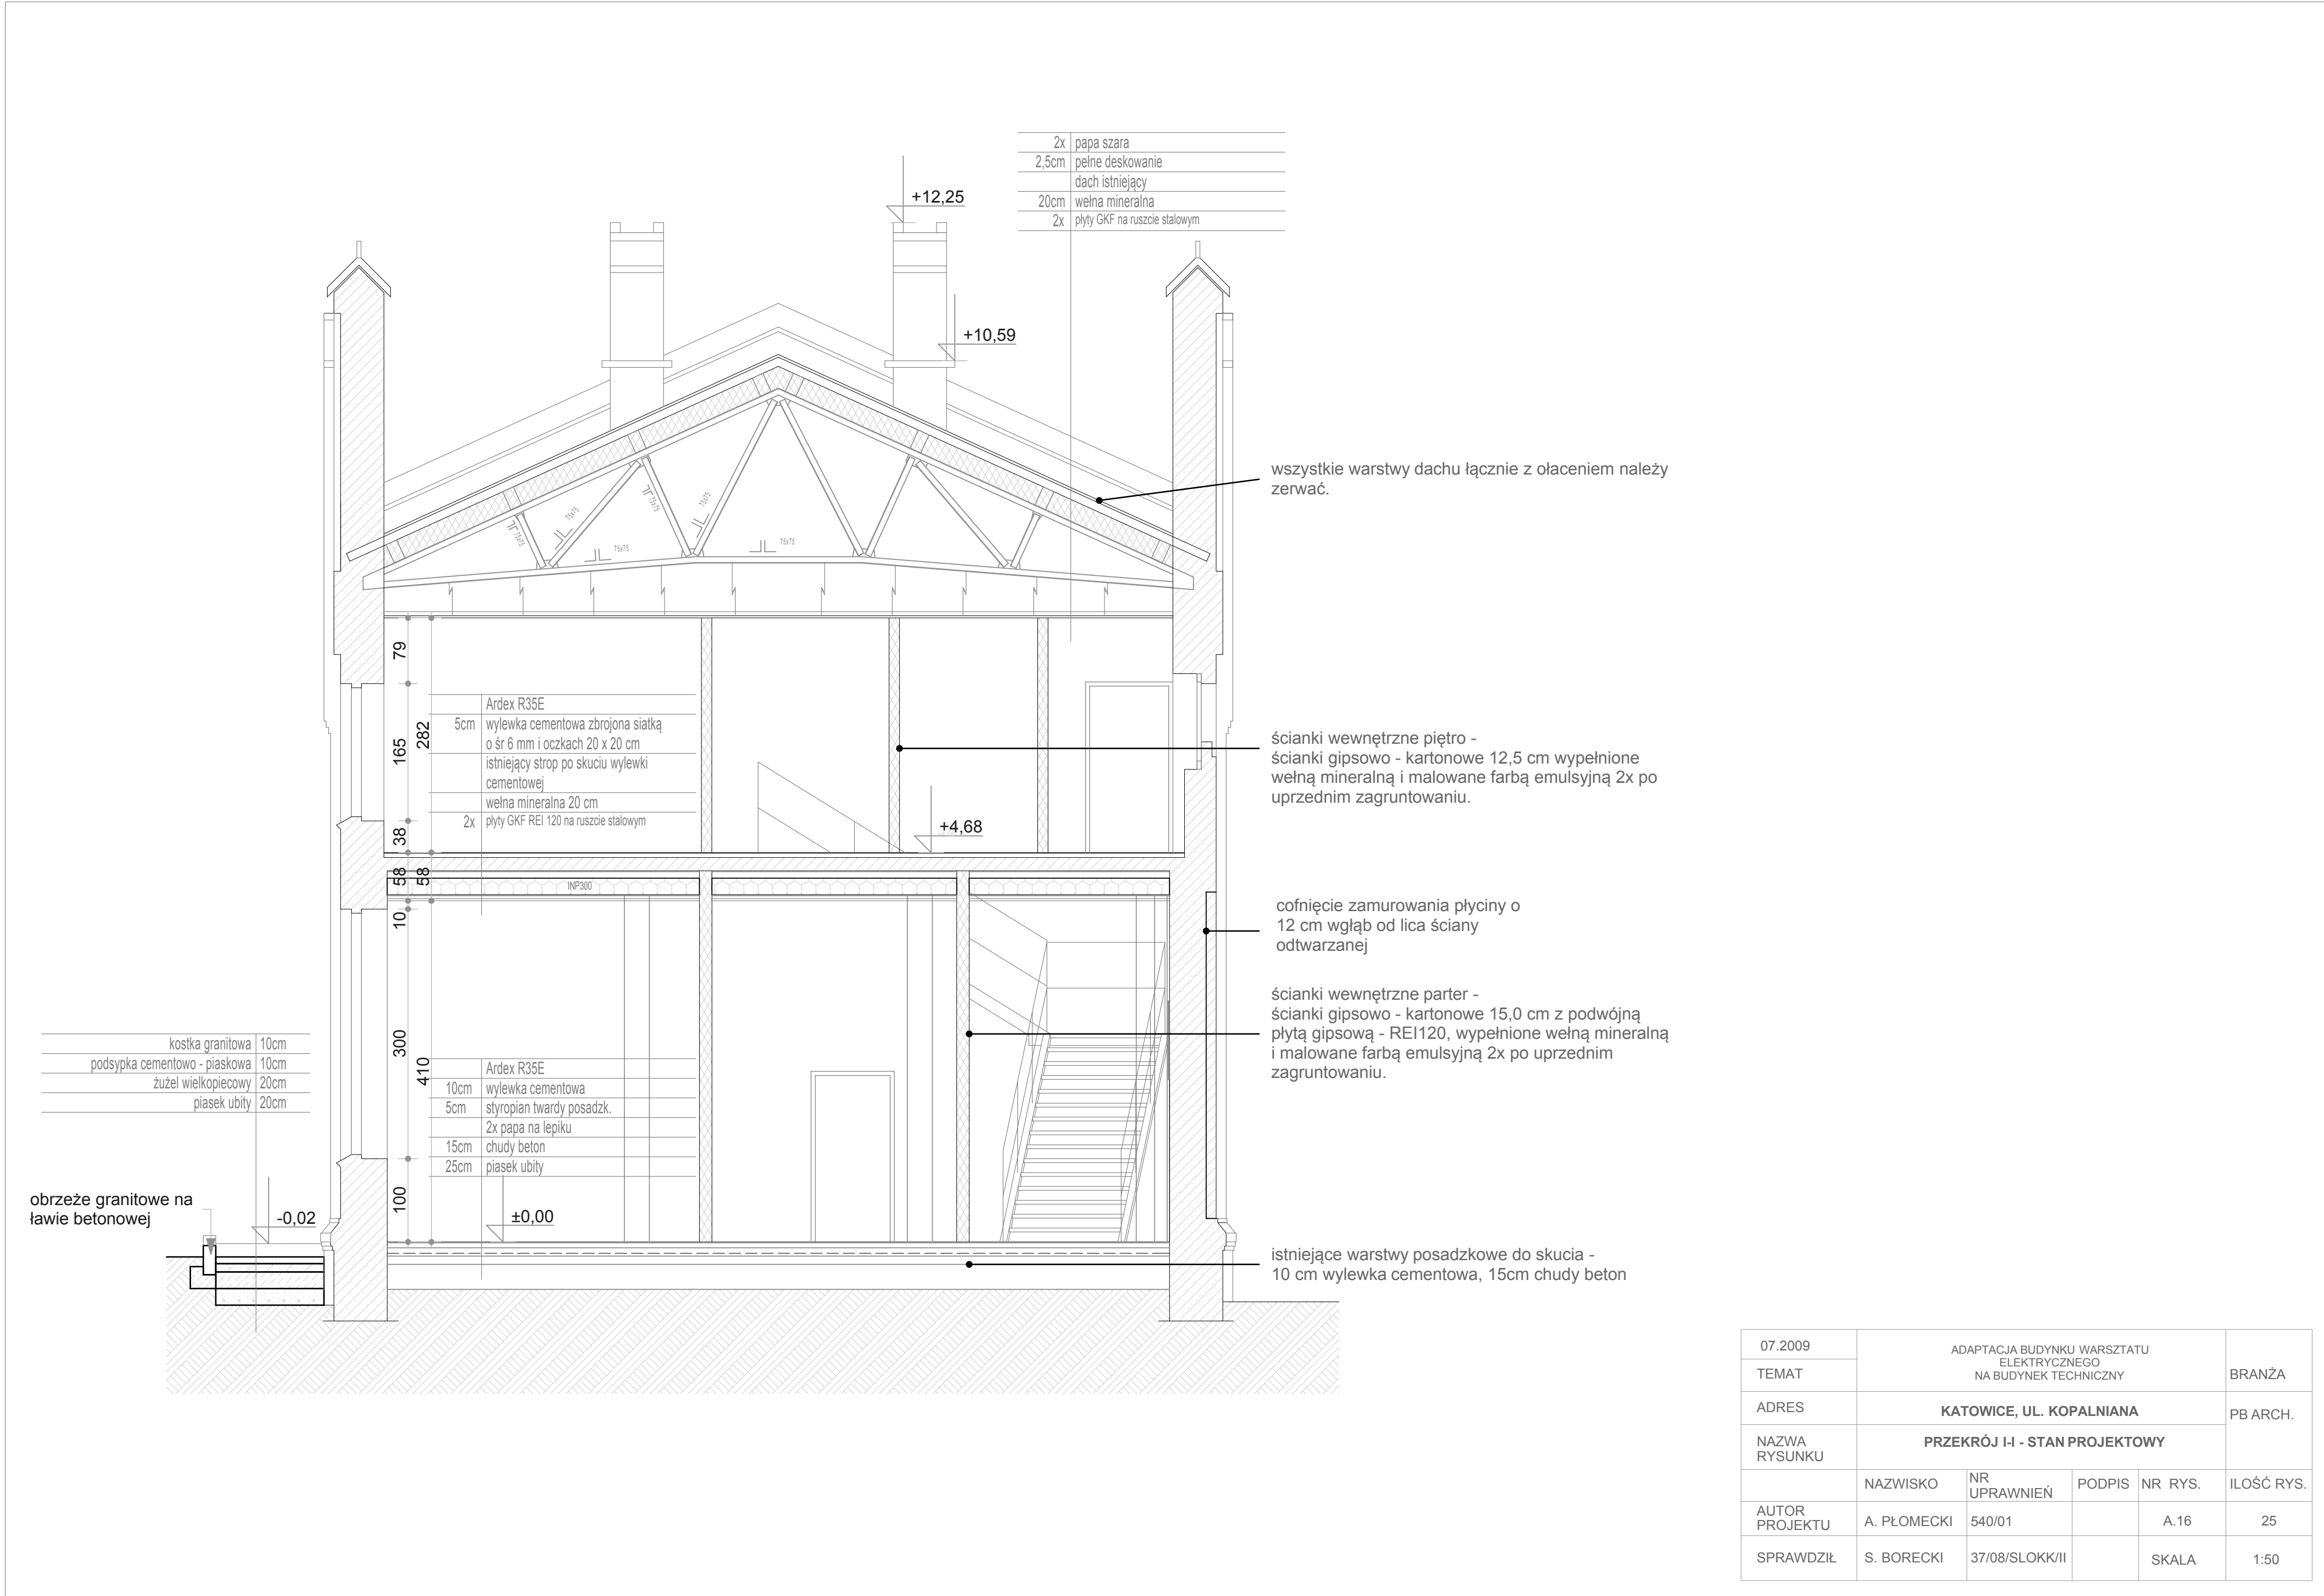 2x papa szara
2,5cm pełne deskowanie
dach istniejący
20cm wełna mineralna
2x płyty GKF na ruszcie stalowym
+12,25
+10,59
wszystkie warstwy dachu łącznie z ołaceniem należy
zerwać.
75x75
75x75
75x75
75x75
75x75
75x75
79
165
282
38
58
58
10
300
410
100
Ardex R35E
5cm wylewka cementowa zbrojona siatką
o śr 6 mm i oczkach 20 x 20 cm
istniejący strop po skuciu wylewki
cementowej
wełna mineralna 20 cm
2x płyty GKF REI 120 na ruszcie stalowym
+4,68
INP300
ścianki wewnętrzne piętro -
ścianki gipsowo - kartonowe 12,5 cm wypełnione
wełną mineralną i malowane farbą emulsyjną 2x po
uprzednim zagruntowaniu.
cofnięcie zamurowania płyciny o
12 cm wgłąb od lica ściany
odtwarzanej
ścianki wewnętrzne parter -
ścianki gipsowo - kartonowe 15,0 cm z podwójną
płytą gipsową - REI120, wypełnione wełną mineralną
i malowane farbą emulsyjną 2x po uprzednim
zagruntowaniu.
kostka granitowa 10cm
podsypka cementowo - piaskowa 10cm
żużel wielkopiecowy 20cm
piasek ubity 20cm
Ardex R35E
10cm wylewka cementowa
5cm styropian twardy posadzk.
2x papa na lepiku
15cm chudy beton
25cm piasek ubity
obrzeże granitowe na
ławie betonowej
-0,02
±0,00
istniejące warstwy posadzkowe do skucia -
10 cm wylewka cementowa, 15cm chudy beton
07.2009
TEMAT
ADAPTACJA BUDYNKU WARSZTATU
ELEKTRYCZNEGO
NA BUDYNEK TECHNICZNY
BRANŻA
ADRES
KATOWICE, UL. KOPALNIANA
PB ARCH.
NAZWA
RYSUNKU
PRZEKRÓJ I-I - STAN PROJEKTOWY
NAZWISKO
NR
UPRAWNIEŃ
PODPIS
NR RYS.
ILOŚĆ RYS.
AUTOR
PROJEKTU
A. PŁOMECKI
540/01
A.16
25
SPRAWDZIŁ
S. BORECKI
37/08/SLOKK/II
SKALA
1:50